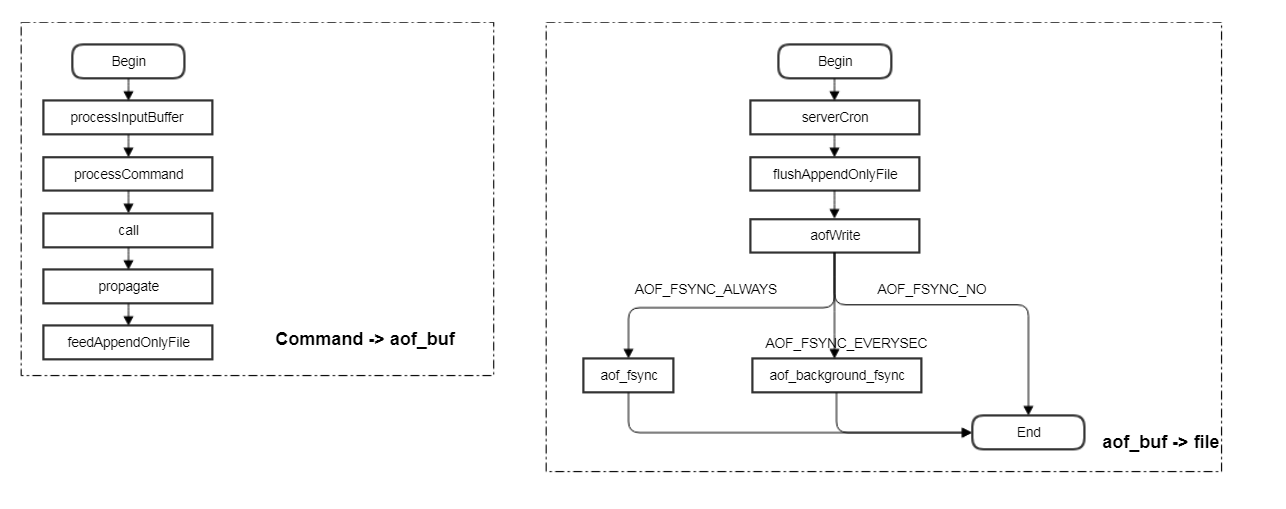 Begin
processInputBuffer
processCommand
call
propagate
feedAppendOnlyFile
Command -> aof_buf
Begin
serverCron
flushAppendOnlyFile
aofWrite
AOF_FSYNC_ALWAYS
AOF_FSYNC_NO
AOF_FSYNC_EVERYSEC
aof_fsync
aof_background_fsync
End
aof_buf -> file